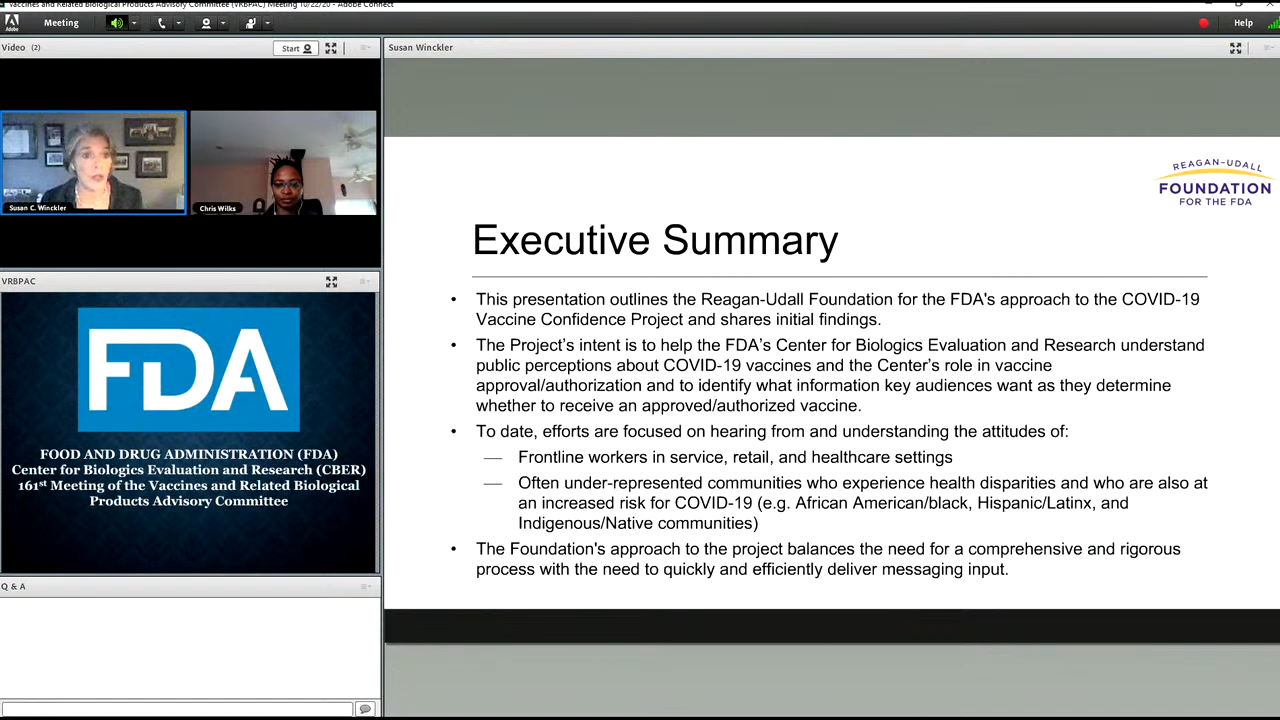 Vaccines and Related Biological Products Advisory Committee (VRBPAC) Meeting 10/22/20 - Adobe Connect
Adobe
Meeting
Help
Video (2)
Start
Susan C. Winckler
Chris Wilks
VRBPAC
FDA
FOOD AND DRUG ADMINISTRATION (FDA)
Center for Biologics Evaluation and Research (CBER)
161st Meeting of the Vaccines and Related Biological
Products Advisory Committee
Q & A
Susan Winckler
REAGAN-UDALL
FOUNDATION
FOR THE FDA
Executive Summary
• This presentation outlines the Reagan-Udall Foundation for the FDA's approach to the COVID-19
Vaccine Confidence Project and shares initial findings.
• The Project's intent is to help the FDA's Center for Biologics Evaluation and Research understand
public perceptions about COVID-19 vaccines and the Center's role in vaccine
approval/authorization and to identify what information key audiences want as they determine
whether to receive an approved/authorized vaccine.
• To date, efforts are focused on hearing from and understanding the attitudes of:
— Frontline workers in service, retail, and healthcare settings
— Often under-represented communities who experience health disparities and who are also at
an increased risk for COVID-19 (e.g. African American/black, Hispanic/Latinx, and
Indigenous/Native communities)
• The Foundation's approach to the project balances the need for a comprehensive and rigorous
process with the need to quickly and efficiently deliver messaging input.